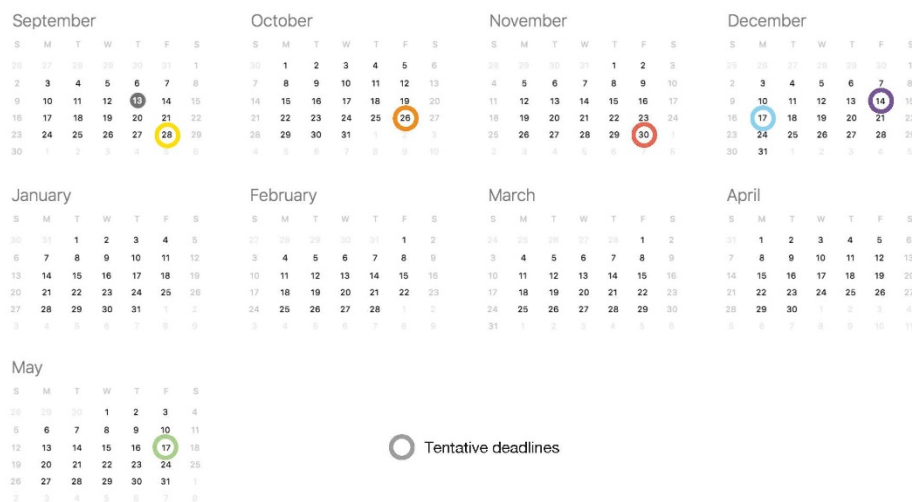 September
S M T W T F S
26 27 28 29 30 31 1
2 3 4 5 6 7 8
9 10 11 12 13 14 15
16 17 18 19 20 21 22
23 24 25 26 27 28 29
30 1 2 3 4 5 6
October
S M T W T F S
30 1 2 3 4 5 6
7 8 9 10 11 12 13
14 15 16 17 18 19 20
21 22 23 24 25 26 27
28 29 30 31 1 2 3
4 5 6 7 8 9 10
November
S M T W T F S
28 29 30 31 1 2 3
4 5 6 7 8 9 10
11 12 13 14 15 16 17
18 19 20 21 22 23 24
25 26 27 28 29 30 1
2 3 4 5 6 7 8
December
S M T W T F S
25 26 27 28 29 30 1
2 3 4 5 6 7 8
9 10 11 12 13 14 15
16 17 18 19 20 21 22
23 24 25 26 27 28 29
30 31 1 2 3 4 5
January
S M T W T F S
30 31 1 2 3 4 5
6 7 8 9 10 11 12
13 14 15 16 17 18 19
20 21 22 23 24 25 26
27 28 29 30 31 1 2
3 4 5 6 7 8 9
February
S M T W T F S
27 28 29 30 31 1 2
3 4 5 6 7 8 9
10 11 12 13 14 15 16
17 18 19 20 21 22 23
24 25 26 27 28 1 2
3 4 5 6 7 8 9
March
S M T W T F S
24 25 26 27 28 1 2
3 4 5 6 7 8 9
10 11 12 13 14 15 16
17 18 19 20 21 22 23
24 25 26 27 28 29 30
31 1 2 3 4 5 6
April
S M T W T F S
31 1 2 3 4 5 6
7 8 9 10 11 12 13
14 15 16 17 18 19 20
21 22 23 24 25 26 27
28 29 30 1 2 3 4
5 6 7 8 9 10 11
May
S M T W T F S
28 29 30 1 2 3 4
5 6 7 8 9 10 11
12 13 14 15 16 17 18
19 20 21 22 23 24 25
26 27 28 29 30 31 1
2 3 4 5 6 7 8
Tentative deadlines